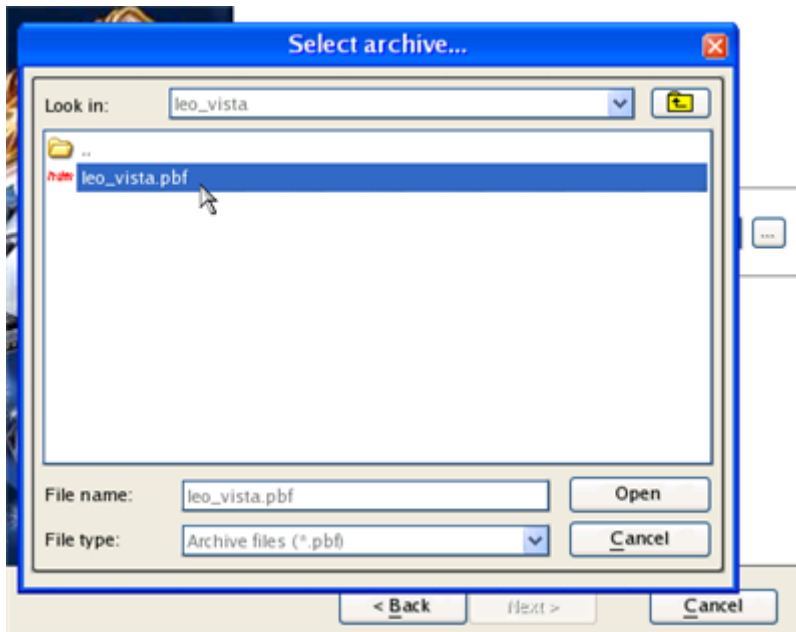 Select archive...
Look in: leo_vista
..
leo_vista.pbf
...
File name: leo_vista.pbf
Open
File type: Archive files (*.pbf)
Cancel
< Back Next > Cancel